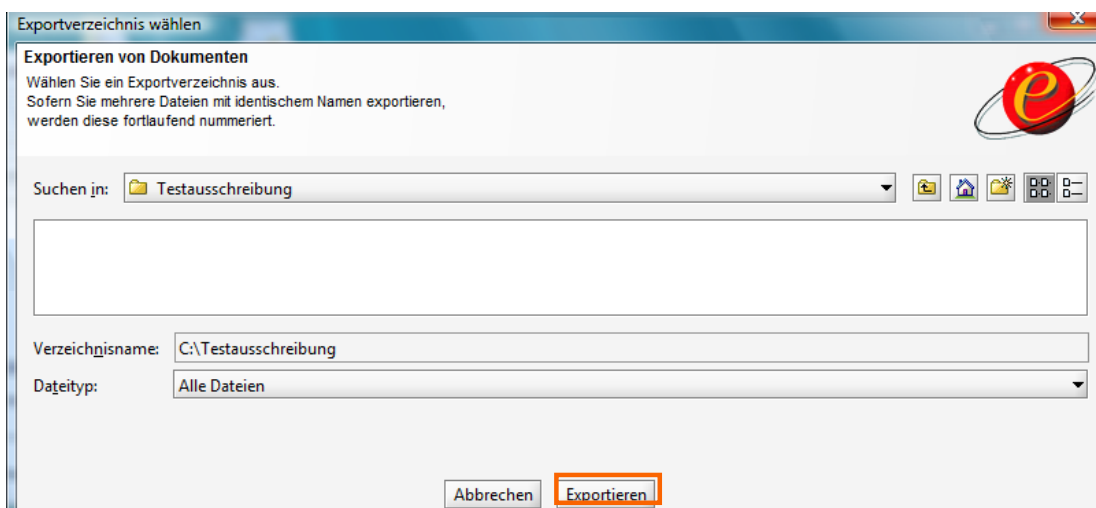 Exportverzeichnis wählen
Exportieren von Dokumenten
Wählen Sie ein Exportverzeichnis aus.
Sofern Sie mehrere Dateien mit identischem Namen exportieren,
werden diese fortlaufend nummeriert.
e
Suchen in: Testausschreibung
Verzeichnisname: C:\Testausschreibung
Dateityp: Alle Dateien
Abbrechen Exportieren